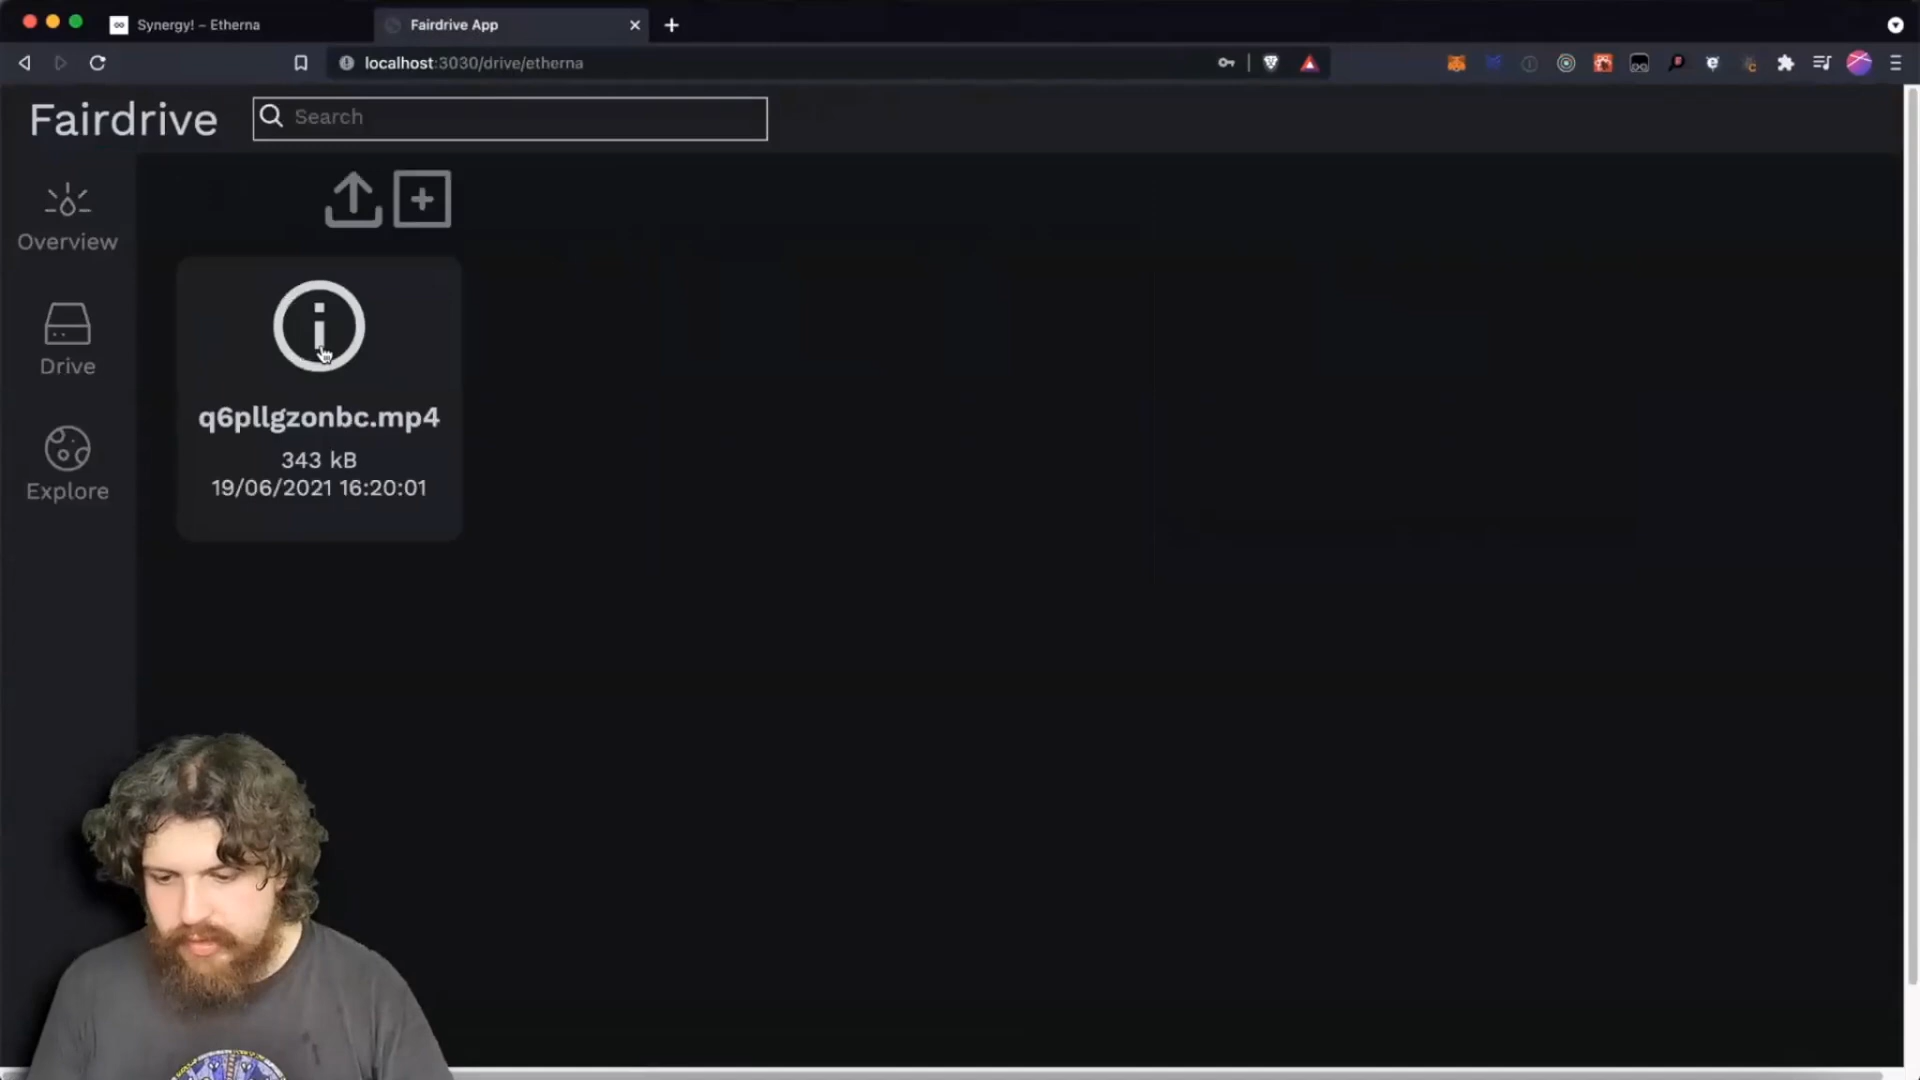 Synergy! – Etherna
Fairdrive App
localhost:3030/drive/etherna
Fairdrive
Search
Overview
Drive
Explore
q6pllgzonbc.mp4
343 kB
19/06/2021 16:20:01